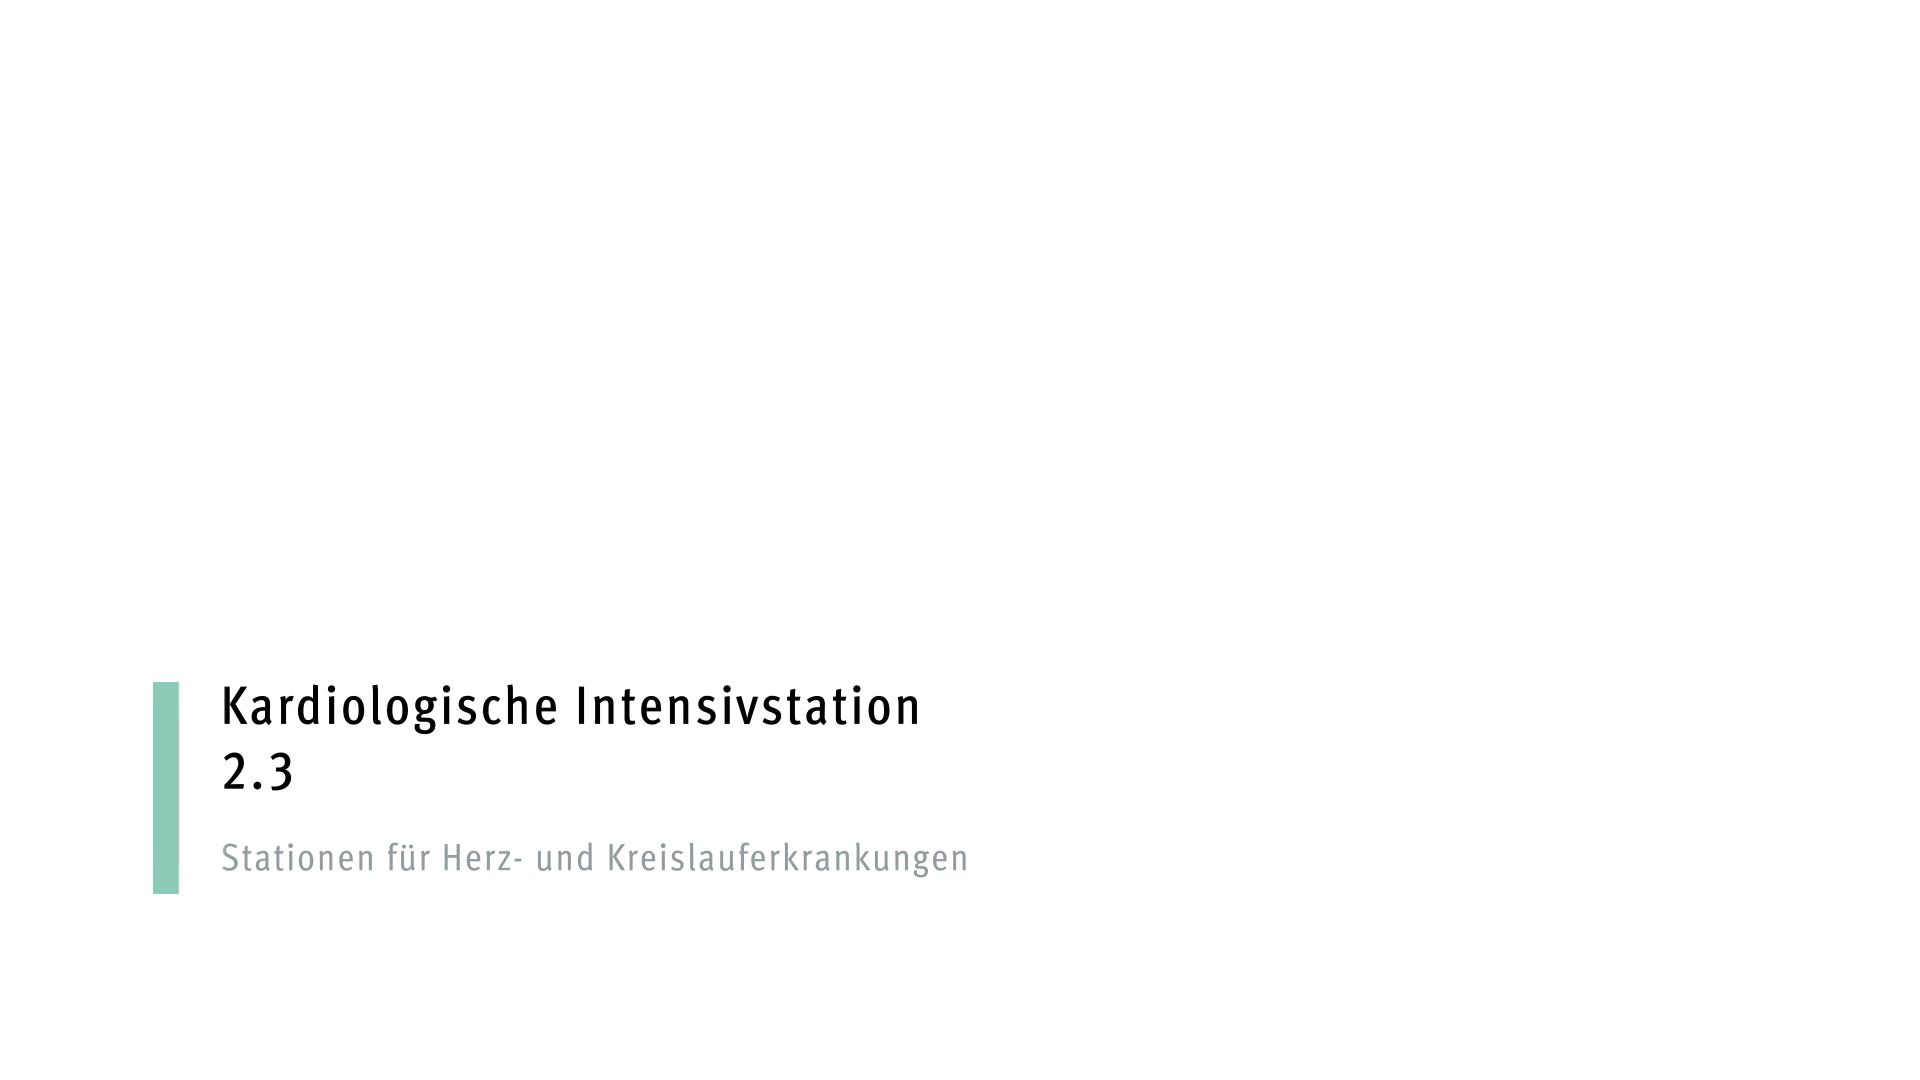 Kardiologische Intensivstation
2.3
Stationen für Herz- und Kreislauferkrankungen